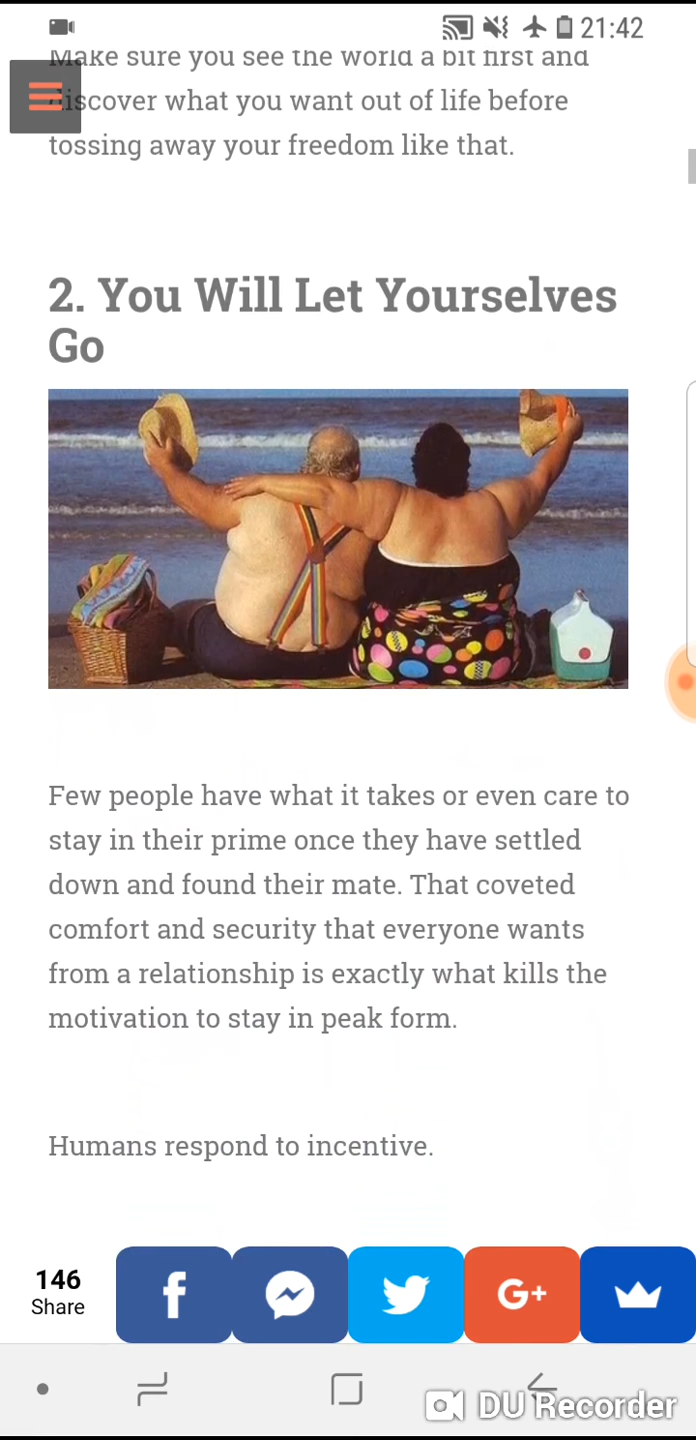 21:42
Make sure you see the world a bit first and
discover what you want out of life before
tossing away your freedom like that.
2. You Will Let Yourselves
Go
Few people have what it takes or even care to
stay in their prime once they have settled
down and found their mate. That coveted
comfort and security that everyone wants
from a relationship is exactly what kills the
motivation to stay in peak form.
Humans respond to incentive.
146
Share
f
G+
DU Recorder